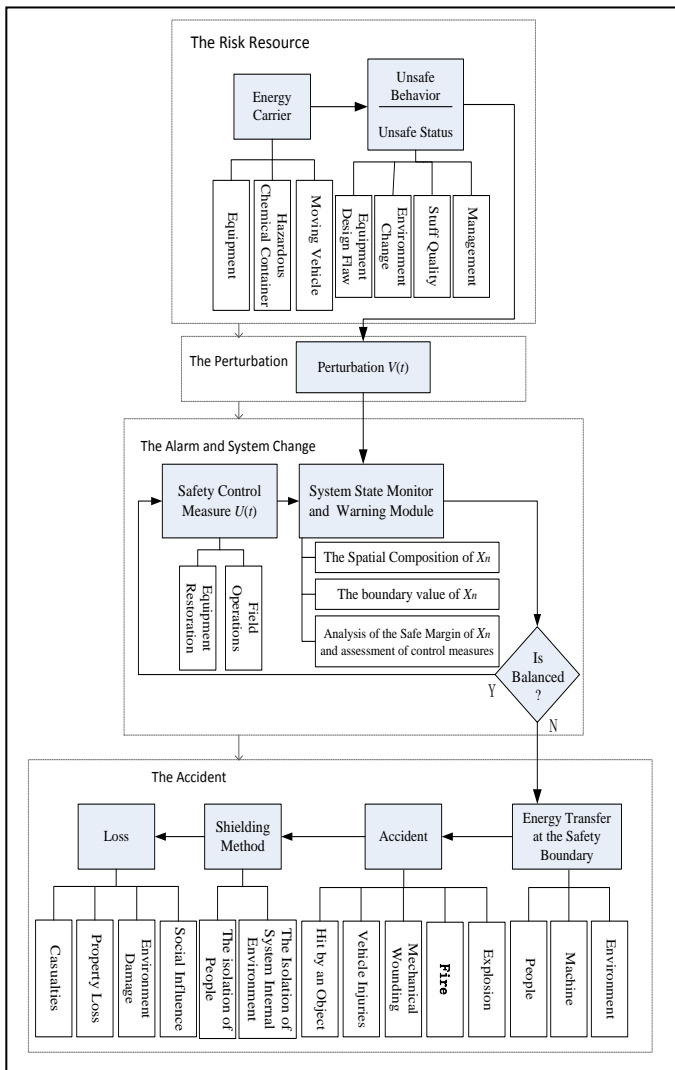 The Risk Resource
Energy
Carrier
Unsafe
Behavior
Unsafe Status
Equipment
Hazardous
Chemical Container
Moving Vehicle
Equipment
Design Flaw
Environment
Change
Stuff Quality
Management
The Perturbation
Perturbation V(t)
The Alarm and System Change
Safety Control
Measure U(t)
System State Monitor
and Warning Module
Equipment
Restoration
Field
Operations
The Spatial Composition of Xn
The boundary value of Xn
Analysis of the Safe Margin of Xn
and assessment of control measures
Is
Balanced
?
Y
N
The Accident
Loss
Shielding
Method
Accident
Energy Transfer
at the Safety
Boundary
Casualties
Property Loss
Environment
Damage
Social Influence
The isolation of
People
The Isolation of
System Internal
Environment
Hit by an Object
Vehicle Injuries
Mechanical
Wounding
Fire
Explosion
People
Machine
Environment